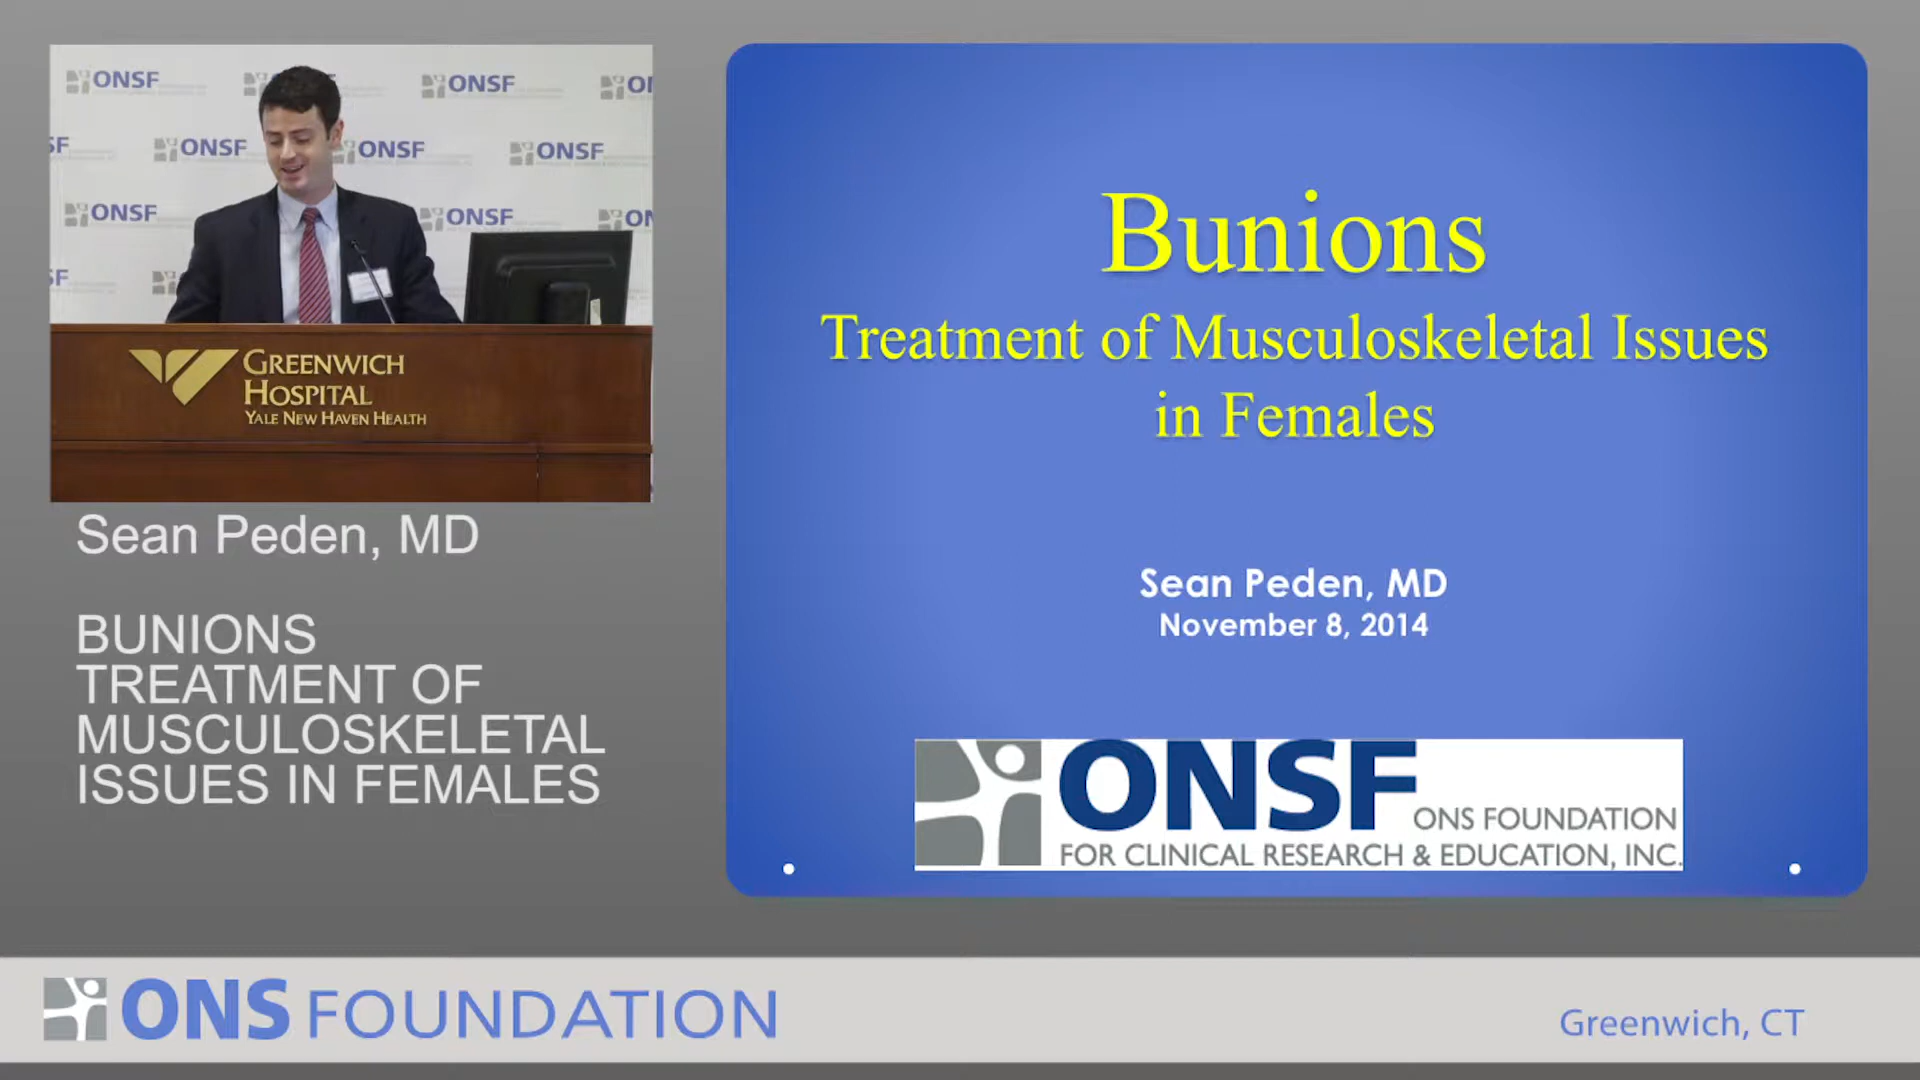 ONSF
ONSF
ONSF
ONSF
ONSF
ONSF
ONSF
ONSF
GREENWICH
HOSPITAL
YALE NEW HAVEN HEALTH
Sean Peden, MD
BUNIONS
TREATMENT OF
MUSCULOSKELETAL
ISSUES IN FEMALES
Bunions
Treatment of Musculoskeletal Issues
in Females
Sean Peden, MD
November 8, 2014
ONSF ONS FOUNDATION
FOR CLINICAL RESEARCH & EDUCATION, INC.
ONS FOUNDATION
Greenwich, CT